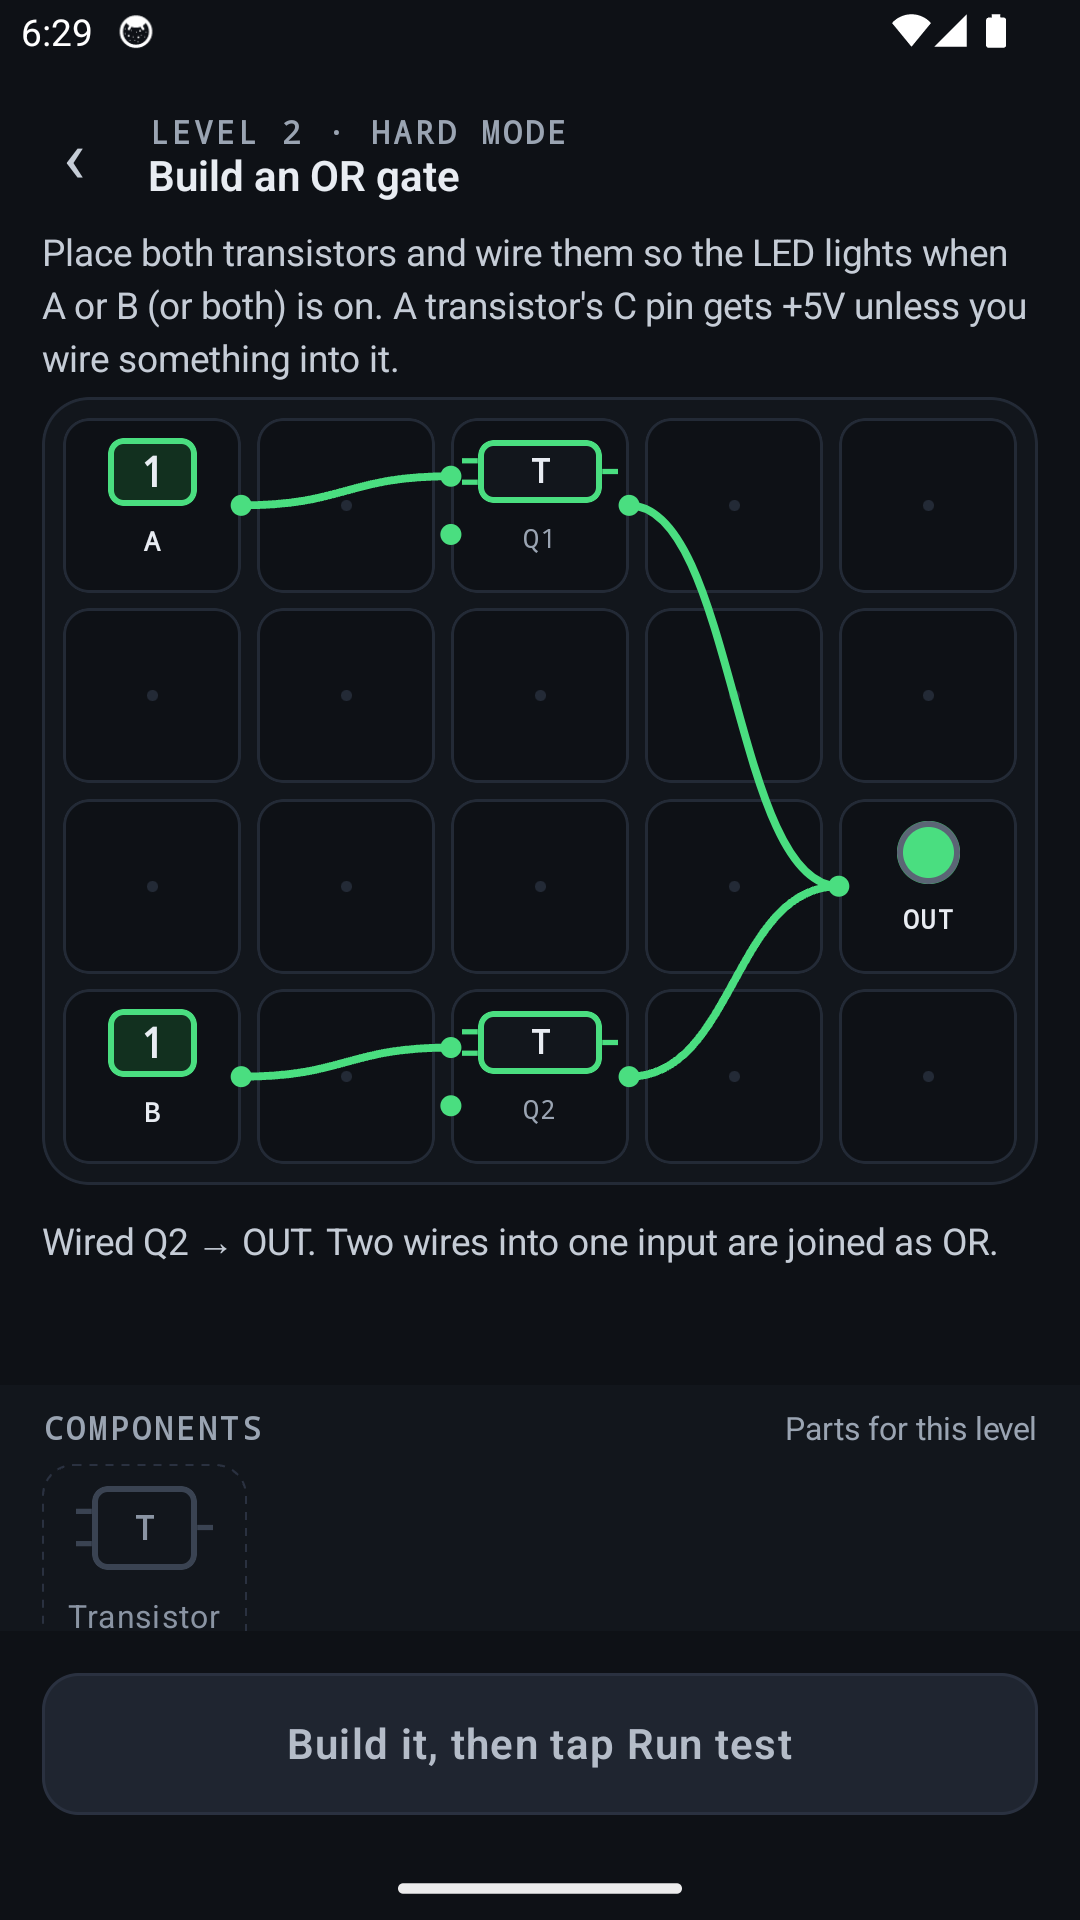 6:29
LEVEL 2 · HARD MODE
‹
Build an OR gate
Place both transistors and wire them so the LED lights when
A or B (or both) is on. A transistor's C pin gets +5V unless you
wire something into it.
1
T
A
Q1
OUT
1
T
B
Q2
Wired Q2 → OUT. Two wires into one input are joined as OR.
COMPONENTS
Parts for this level
T
Transistor
Build it, then tap Run test